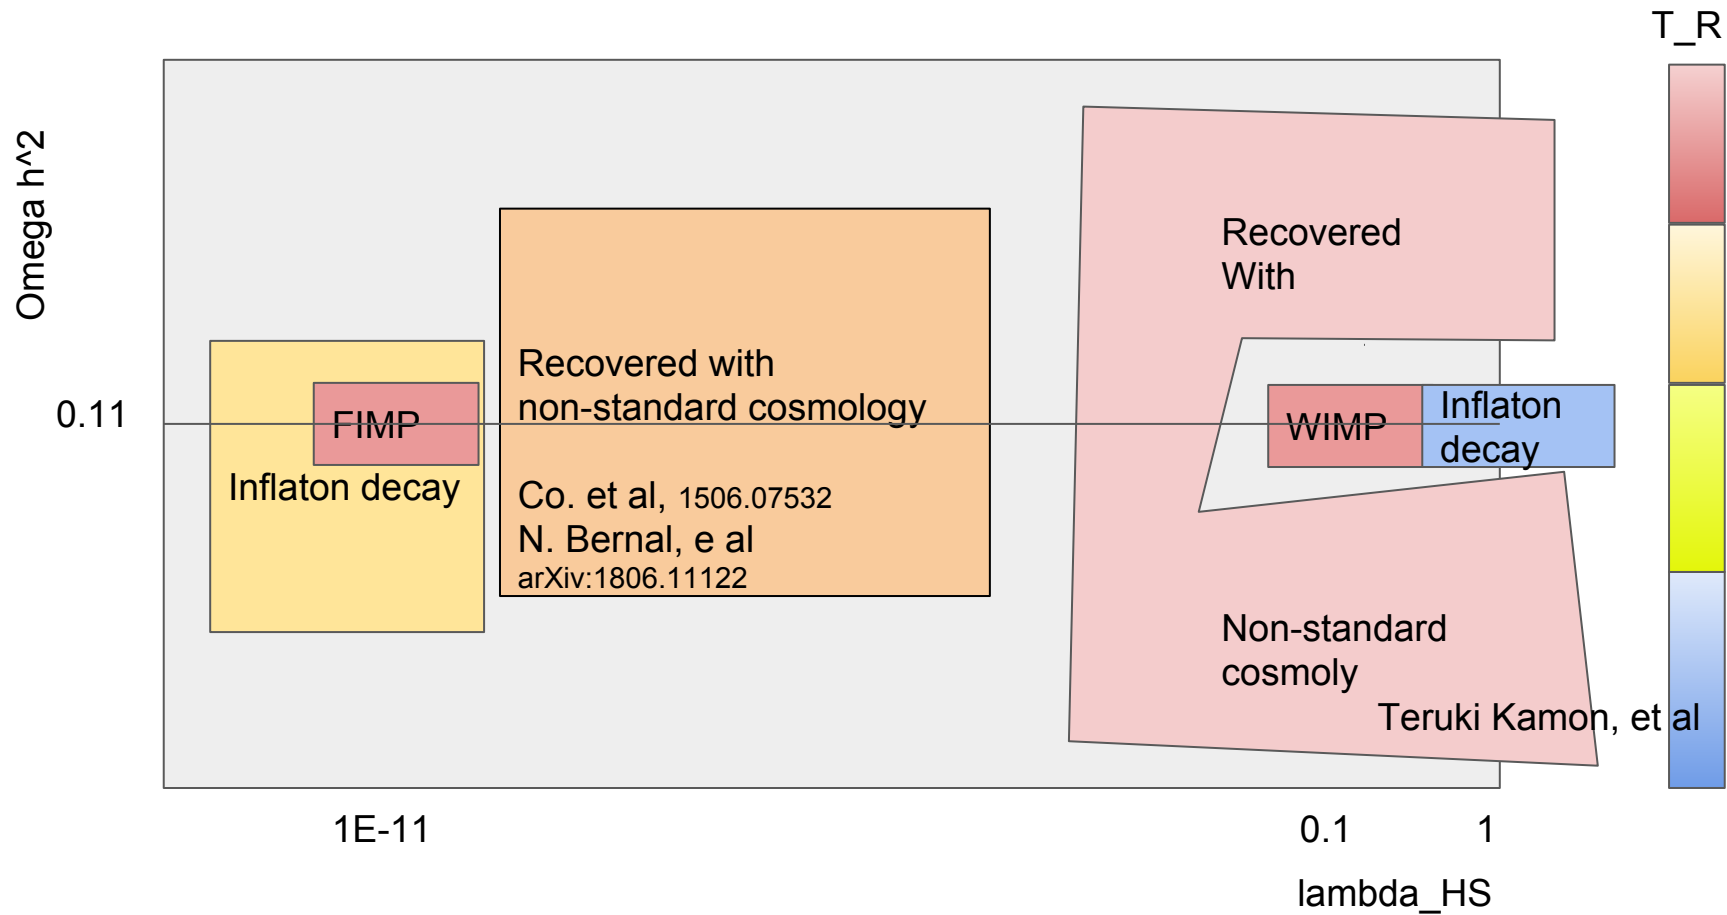 T_R
Omega h^2
Recovered
With
Recovered with
non-standard cosmology
0.11
FIMP
WIMP
Inflaton
decay
Inflaton decay
Co. et al, 1506.07532
N. Bernal, e al
arXiv:1806.11122
Non-standard
cosmoly
Teruki Kamon, et al
1E-11
0.1
1
lambda_HS